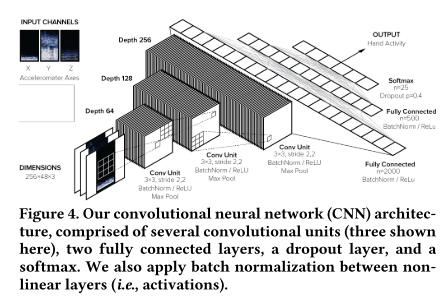 INPUT CHANNELS
X Y Z
Accelerometer Axes
Depth 256
Depth 128
Depth 64
DIMENSIONS
256×48×3
Conv Unit
3×3, stride 2,2
BatchNorm / ReLU
Max Pool
Conv Unit
3×3, stride 2,2
BatchNorm / ReLU
Max Pool
Conv Unit
3×3, stride 2,2
BatchNorm / ReLU
Max Pool
OUTPUT
Hand Activity
Softmax
n=25
Dropout p=0.4
Fully Connected
n=500
BatchNorm / ReLU
Fully Connected
n=2000
BatchNorm / ReLu
Figure 4. Our convolutional neural network (CNN) architec-
ture, comprised of several convolutional units (three shown
here), two fully connected layers, a dropout layer, and a
softmax. We also apply batch normalization between non-
linear layers (i.e., activations).